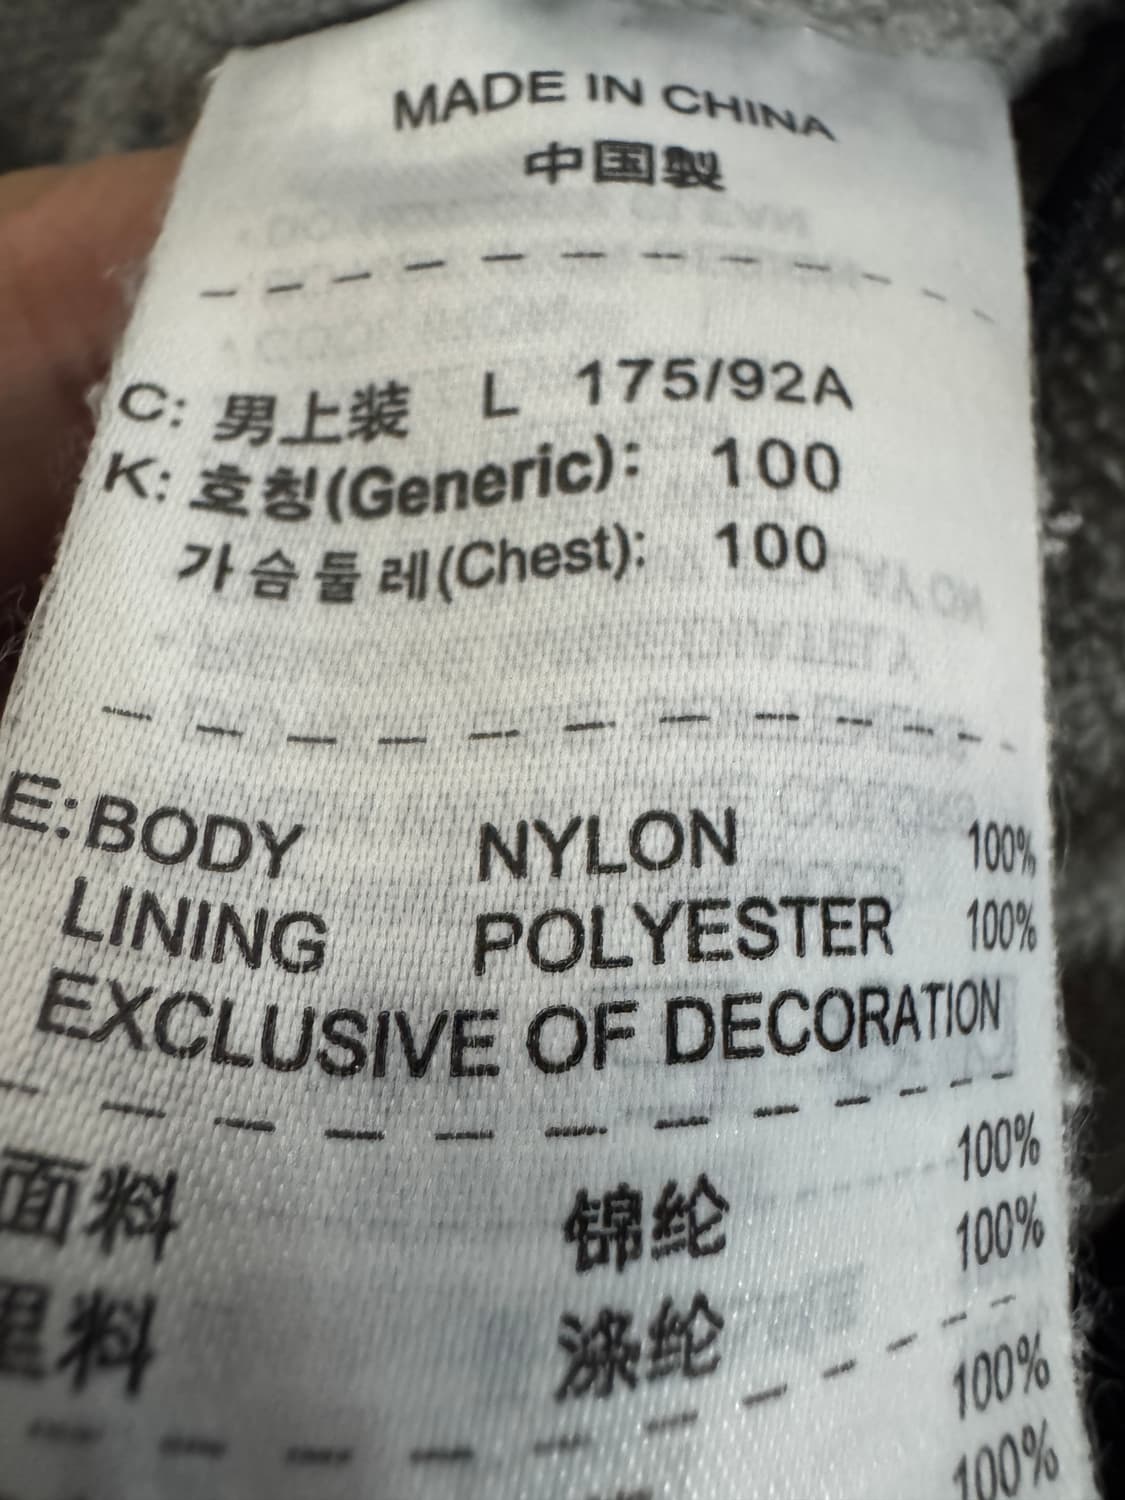 MADE IN CHINA
中国製
C: 男上装 L 175/92A
K: 호칭(Generic): 100
가슴둘레(Chest): 100
E: BODY NYLON 100%
LINING POLYESTER 100%
EXCLUSIVE OF DECORATION
面料 锦纶 100%
里料 涤纶 100%
100%
100%